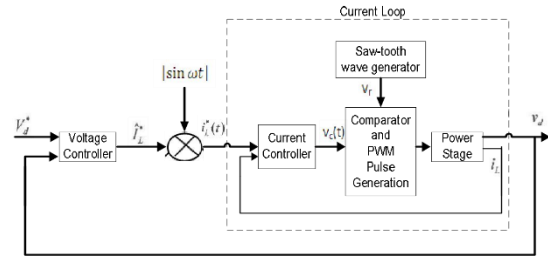 Current Loop
Saw-tooth
wave generator
|sin ωt|
v_r
V_d^*
Voltage
Controller
Î_L^*
i_L^*(t)
Current
Controller
v_c(t)
Comparator
and
PWM
Pulse
Generation
Power
Stage
v_d
i_L